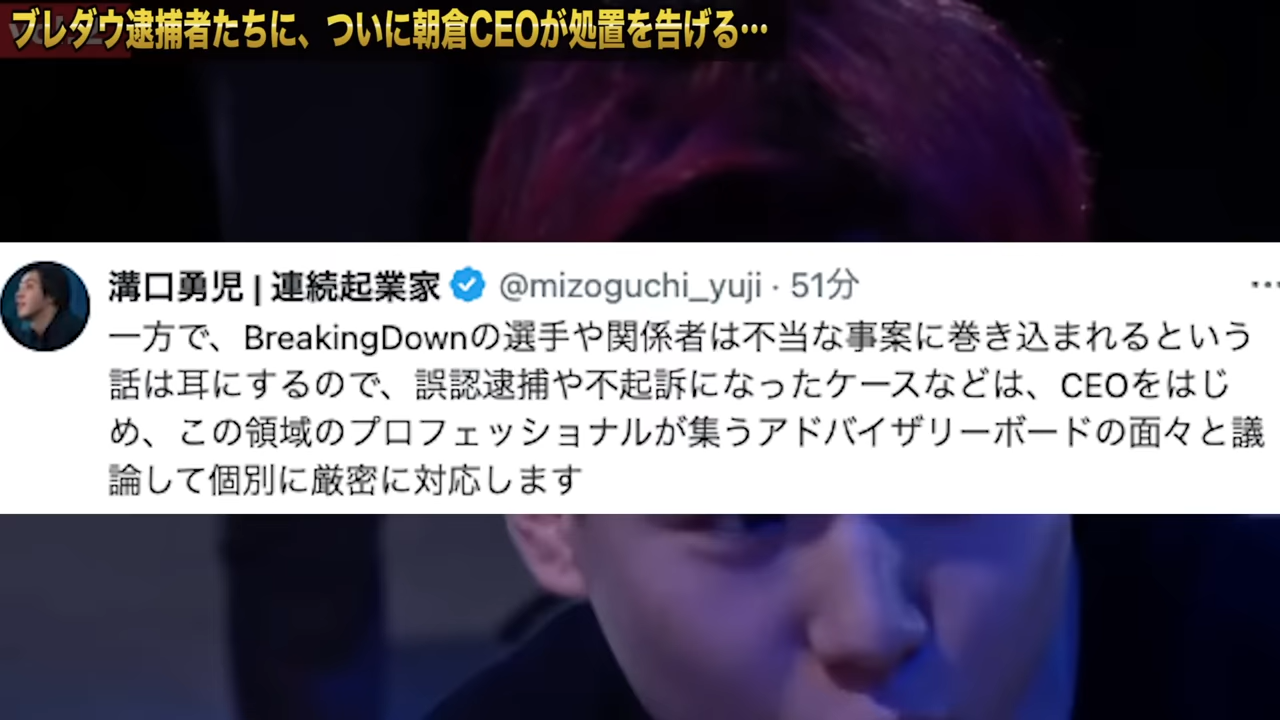 ブレダウ逮捕者たちに、ついに朝倉CEOが処置を告げる…
溝口勇児 | 連続起業家 @mizoguchi_yuji · 51分
一方で、BreakingDownの選手や関係者は不当な事案に巻き込まれるという
話は耳にするので、誤認逮捕や不起訴になったケースなどは、CEOをはじ
め、この領域のプロフェッショナルが集うアドバイザリーボードの面々と議
論して個別に厳密に対応します